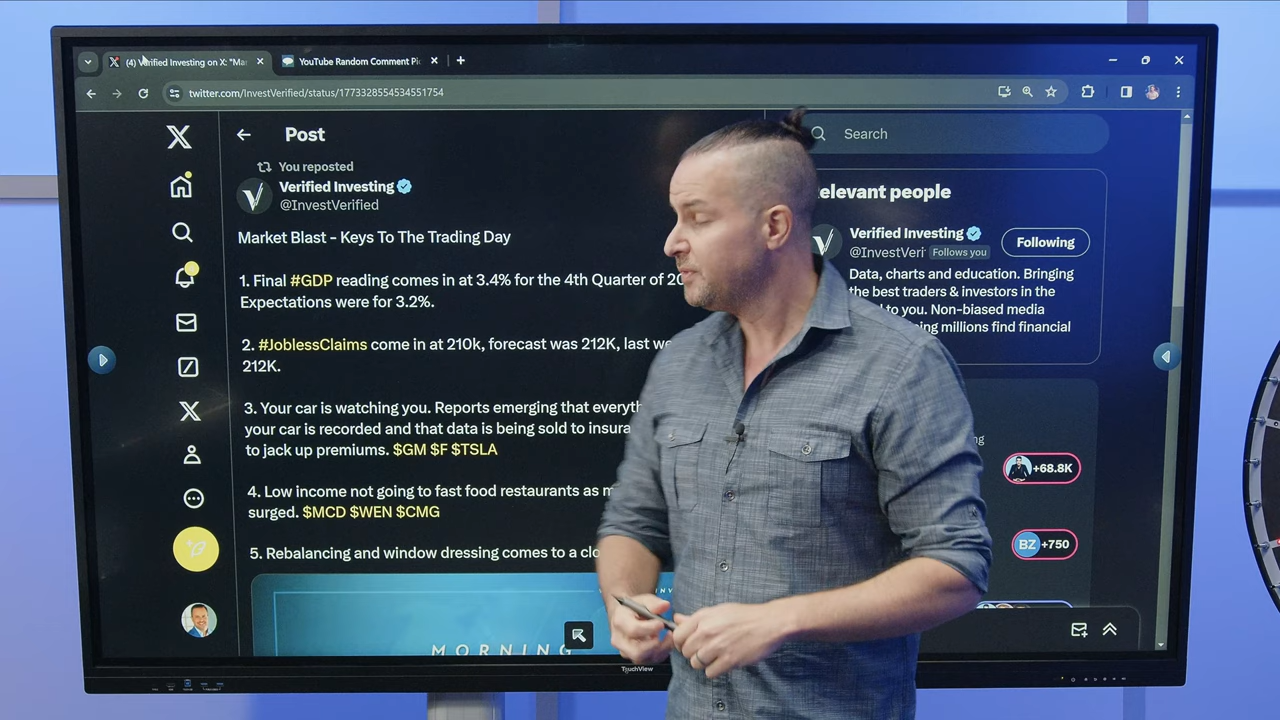 (4) Verified Investing on X: "Ma
YouTube Random Comment Pi
twitter.com/InvestVerified/status/1773328554534551754
Post
Search
You reposted
Verified Investing
@InvestVerified
Market Blast - Keys To The Trading Day
1. Final #GDP reading comes in at 3.4% for the 4th Quarter of 20
Expectations were for 3.2%.
2. #JoblessClaims come in at 210k, forecast was 212K, last we
212K.
3. Your car is watching you. Reports emerging that everyth
your car is recorded and that data is being sold to insura
to jack up premiums. $GM $F $TSLA
4. Low income not going to fast food restaurants as m
surged. $MCD $WEN $CMG
5. Rebalancing and window dressing comes to a clo
MORNING
elevant people
Verified Investing
@InvestVeri Follows you
Following
Data, charts and education. Bringing
the best traders & investors in the
d to you. Non-biased media
ing millions find financial
ng
+68.8K
BZ +750
TouchView